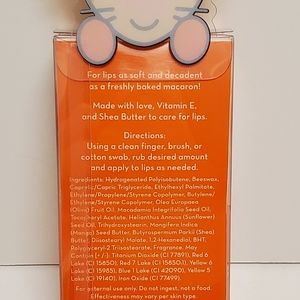 For lips as soft and decadent
as a freshly baked macaron!
Made with love, Vitamin E,
and Shea Butter to care for lips.
Directions:
Using a clean finger, brush, or
cotton swab, rub desired amount
and apply to lips as needed.
Ingredients: Hydrogenated Polyisobutene, Beeswax,
Caprylic/Capric Triglyceride, Ethylhexyl Palmitate,
Ethylene/Propylene/Styrene Copolymer, Butylene/
Ethylene/Styrene Copolymer, Olea Europaea
(Olive) Fruit Oil, Macadamia Integrifolia Seed Oil,
Tocopheryl Acetate, Helianthus Annuus (Sunflower)
Seed Oil, Trihydroxystearin, Mangifera Indica
(Mango) Seed Butter, Butyrospermum Parkii (Shea)
Butter, Diisostearyl Malate, 1,2-Hexanediol, BHT,
Polyglyceryl-2 Triisostearate, Fragrance, May
Contain (+/-): Titanium Dioxide (CI 77891), Red 6
Lake (CI 15850), Red 7 Lake (CI 15850:1), Yellow 6
Lake (CI 15985), Blue 1 Lake (CI 42090), Yellow 5
Lake (CI 19140), Iron Oxide (CI 77499).
For external use only. Do not ingest, not a food.
Effectiveness may vary per skin type.